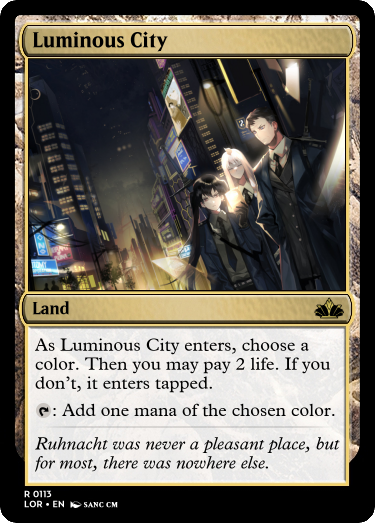 Luminous City
Land
As Luminous City enters, choose a
color. Then you may pay 2 life. If you
don't, it enters tapped.
: Add one mana of the chosen color.
Ruhnacht was never a pleasant place, but
for most, there was nowhere else.
R 0113
LOR • EN SANC CM